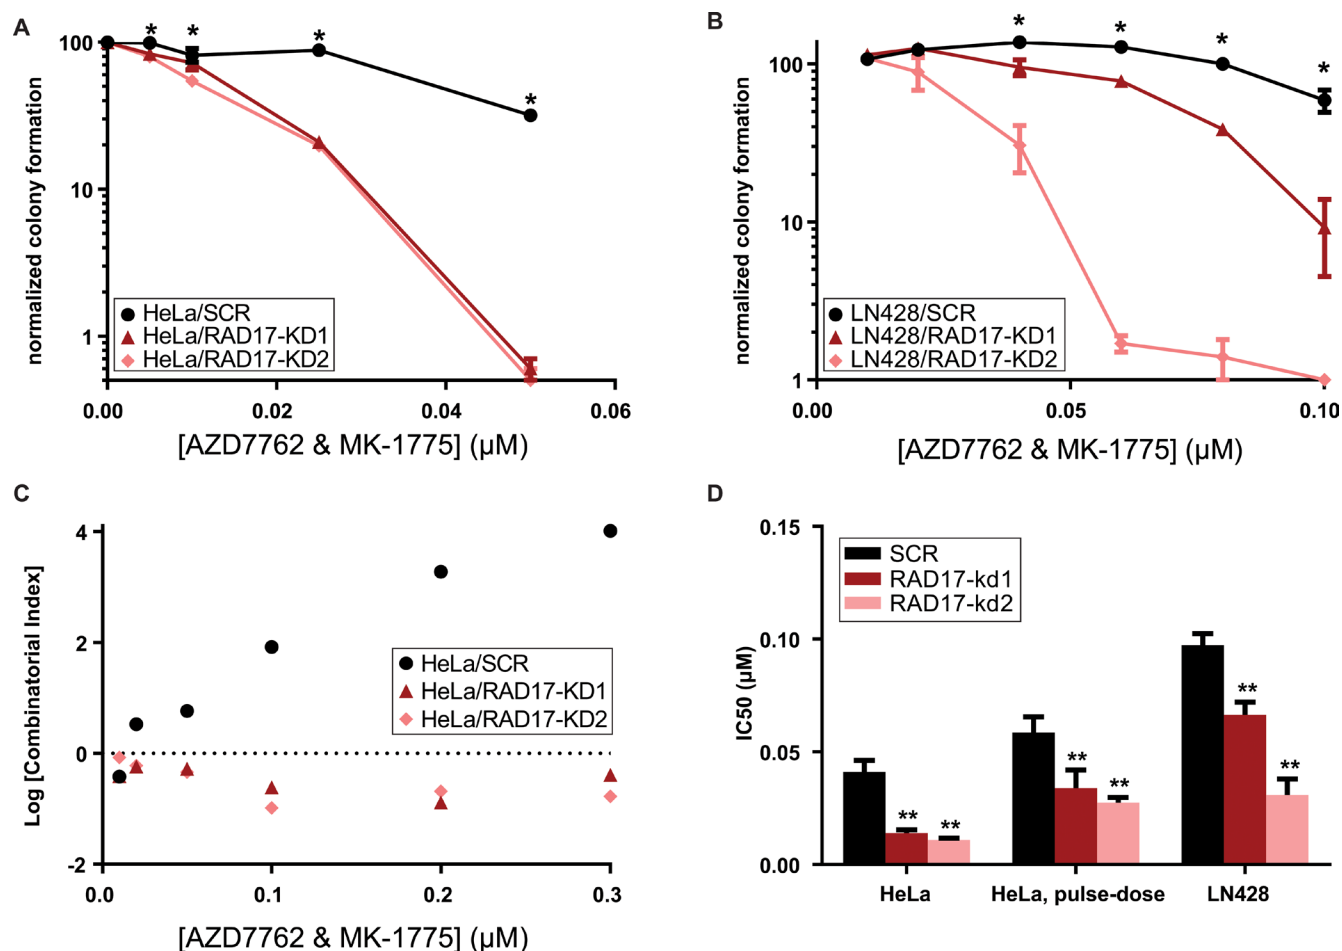 A
* * * *
100
10
1
normalized colony formation
HeLa/SCR
HeLa/RAD17-KD1
HeLa/RAD17-KD2
0.00 0.02 0.04 0.06
[AZD7762 & MK-1775] (µM)
B
* * * *
100
10
1
normalized colony formation
LN428/SCR
LN428/RAD17-KD1
LN428/RAD17-KD2
0.00 0.05 0.10
[AZD7762 & MK-1775] (µM)
C
4
2
0
-2
Log [Combinatorial Index]
HeLa/SCR
HeLa/RAD17-KD1
HeLa/RAD17-KD2
0.0 0.1 0.2 0.3
[AZD7762 & MK-1775] (µM)
D
0.15
0.10
0.05
0.00
IC50 (µM)
SCR
RAD17-kd1
RAD17-kd2
** ** ** ** ** **
HeLa HeLa, pulse-dose LN428